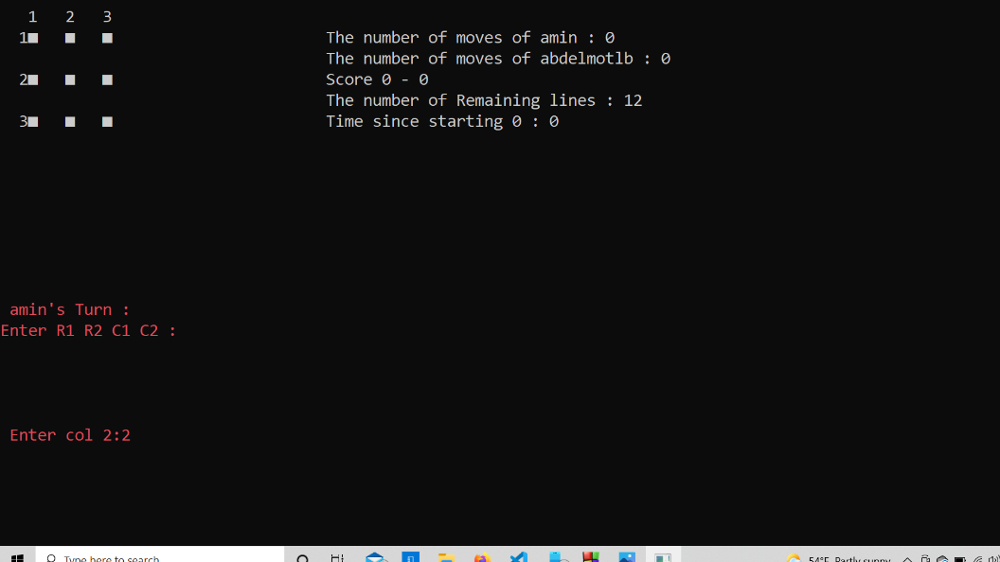 1 2 3
1■ ■ ■ The number of moves of amin : 0
The number of moves of abdelmotlb : 0
2■ ■ ■ Score 0 - 0
The number of Remaining lines : 12
3■ ■ ■ Time since starting 0 : 0
amin's Turn :
Enter R1 R2 C1 C2 :
Enter col 2:2
Type here to search
54°F Partly sunny